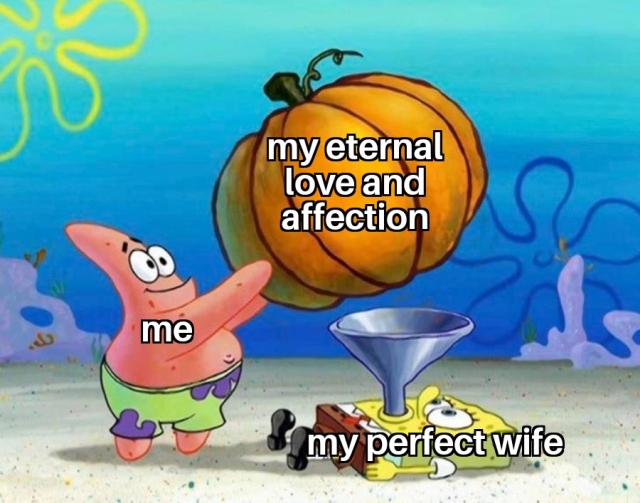 my eternal
love and
affection
me
my perfect wife